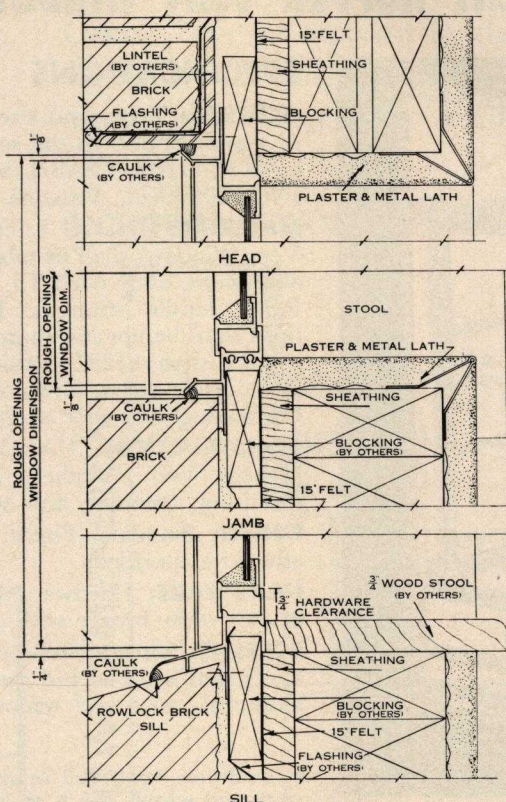 15# FELT
LINTEL
(BY OTHERS)
SHEATHING
BRICK
FLASHING
(BY OTHERS)
BLOCKING
1"
8
CAULK
(BY OTHERS)
PLASTER & METAL LATH
HEAD
ROUGH OPENING
WINDOW DIMENSION
ROUGH OPENING
WINDOW DIM.
STOOL
PLASTER & METAL LATH
1"
8
CAULK
(BY OTHERS)
SHEATHING
BRICK
BLOCKING
(BY OTHERS)
15# FELT
JAMB
3"
4
HARDWARE
CLEARANCE
3"
4 WOOD STOOL
(BY OTHERS)
1"
4
CAULK
(BY OTHERS)
SHEATHING
ROWLOCK BRICK
SILL
BLOCKING
(BY OTHERS)
15# FELT
FLASHING
(BY OTHERS)
SILL